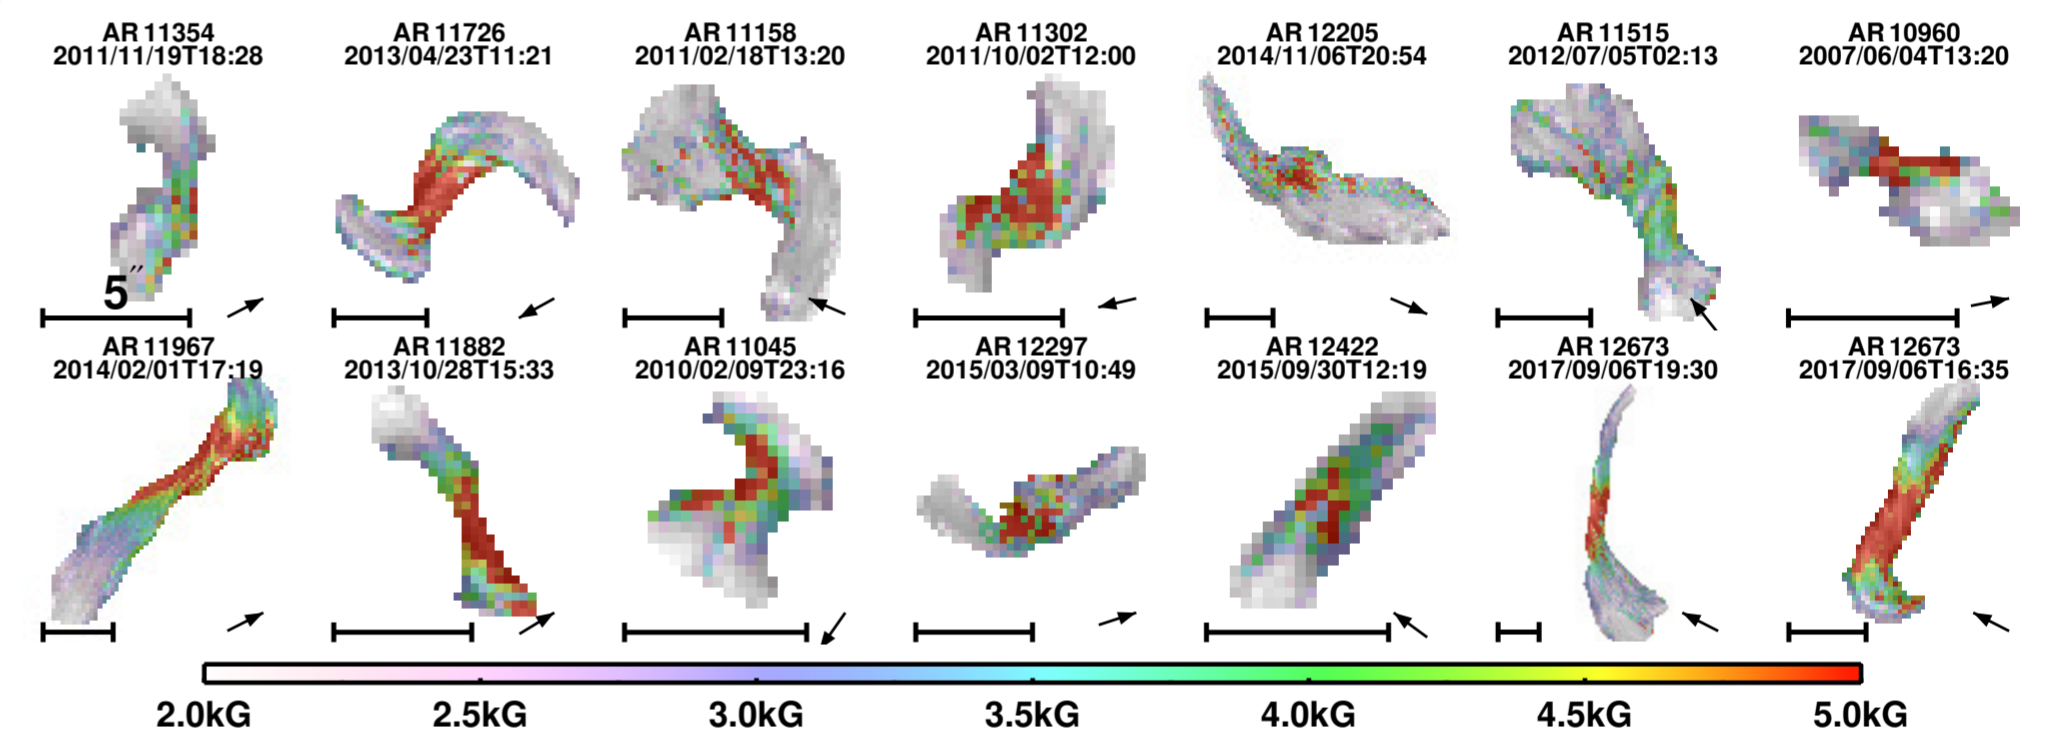 AR 11354
2011/11/19T18:28
AR 11726
2013/04/23T11:21
AR 11158
2011/02/18T13:20
AR 11302
2011/10/02T12:00
AR 12205
2014/11/06T20:54
AR 11515
2012/07/05T02:13
AR 10960
2007/06/04T13:20
5″
AR 11967
2014/02/01T17:19
AR 11882
2013/10/28T15:33
AR 11045
2010/02/09T23:16
AR 12297
2015/03/09T10:49
AR 12422
2015/09/30T12:19
AR 12673
2017/09/06T19:30
AR 12673
2017/09/06T16:35
2.0kG 2.5kG 3.0kG 3.5kG 4.0kG 4.5kG 5.0kG